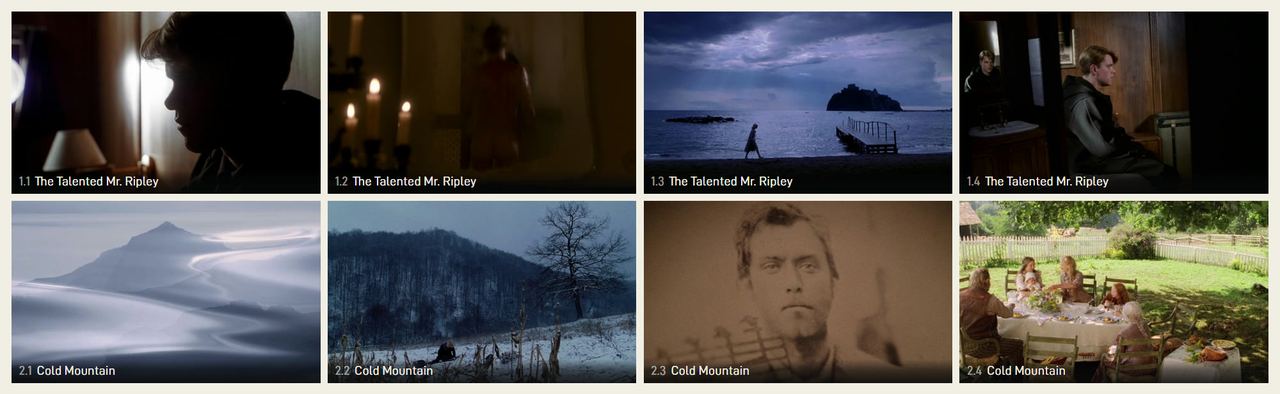 1.1 The Talented Mr. Ripley
1.2 The Talented Mr. Ripley
1.3 The Talented Mr. Ripley
1.4 The Talented Mr. Ripley
2.1 Cold Mountain
2.2 Cold Mountain
2.3 Cold Mountain
2.4 Cold Mountain